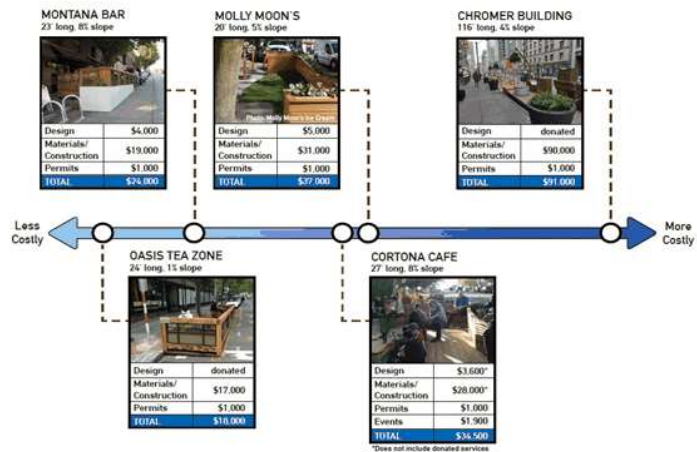 MONTANA BAR
23' long, 8% slope
Design $4,000
Materials/
Construction $19,000
Permits $1,000
TOTAL $24,000
MOLLY MOON'S
20' long, 5% slope
Photo: Molly Moon's Ice Cream
Design $5,000
Materials/
Construction $31,000
Permits $1,000
TOTAL $37,000
CHROMER BUILDING
116' long, 4% slope
Design donated
Materials/
Construction $90,000
Permits $1,000
TOTAL $91,000
Less
Costly
More
Costly
OASIS TEA ZONE
24' long, 1% slope
Design donated
Materials/
Construction $17,000
Permits $1,000
TOTAL $18,000
CORTONA CAFE
27' long, 8% slope
Design $3,600*
Materials/
Construction $28,000*
Permits $1,000
Events $1,900
TOTAL $34,500
*Does not include donated services